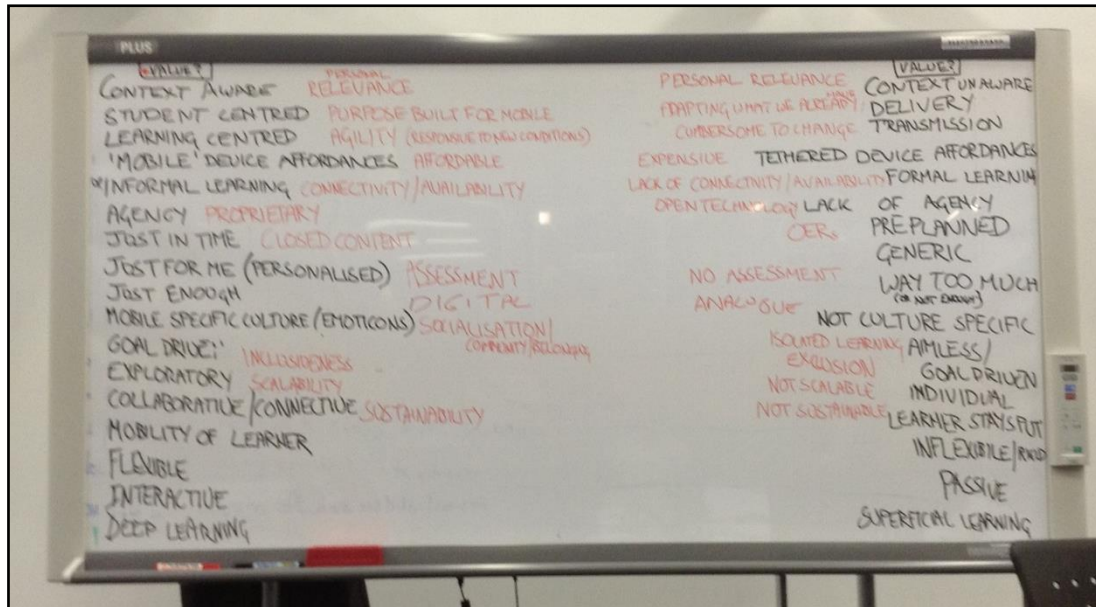 PLUS
VALUE? VALUE?
PERSONAL
CONTEXT AWARE RELEVANCE PERSONAL RELEVANCE CONTEXT UNAWARE
STUDENT CENTRED PURPOSE BUILT FOR MOBILE ADAPTING WHAT WE ALREADY HAVE DELIVERY
LEARNING CENTRED AGILITY (RESPONSIVE TO NEW CONDITIONS) CUMBERSOME TO CHANGE TRANSMISSION
'MOBILE' DEVICE AFFORDANCES AFFORDABLE EXPENSIVE TETHERED DEVICE AFFORDANCES
INFORMAL LEARNING CONNECTIVITY/AVAILABILITY LACK OF CONNECTIVITY/AVAILABILITY FORMAL LEARNING
AGENCY PROPRIETARY OPEN TECHNOLOGY LACK OF AGENCY
JUST IN TIME CLOSED CONTENT OERs PREPLANNED
GENERIC
JUST FOR ME (PERSONALISED) ASSESSMENT NO ASSESSMENT WAY TOO MUCH
JUST ENOUGH DIGITAL ANALOGUE (OR NOT ENOUGH)
MOBILE SPECIFIC CULTURE (EMOTICONS) SOCIALISATION/ NOT CULTURE SPECIFIC
COMMUNITY/BELONGING
GOAL DRIVEN INCLUSIVENESS ISOLATED LEARNING AIMLESS/
EXPLORATORY SCALABILITY EXCLUSION GOAL DRIVEN
COLLABORATIVE/CONNECTIVE SUSTAINABILITY NOT SCALABLE INDIVIDUAL
MOBILITY OF LEARNER NOT SUSTAINABLE LEARNER STAYS PUT
FLEXIBLE INFLEXIBILE/RIGID
INTERACTIVE PASSIVE
DEEP LEARNING SUPERFICIAL LEARNING